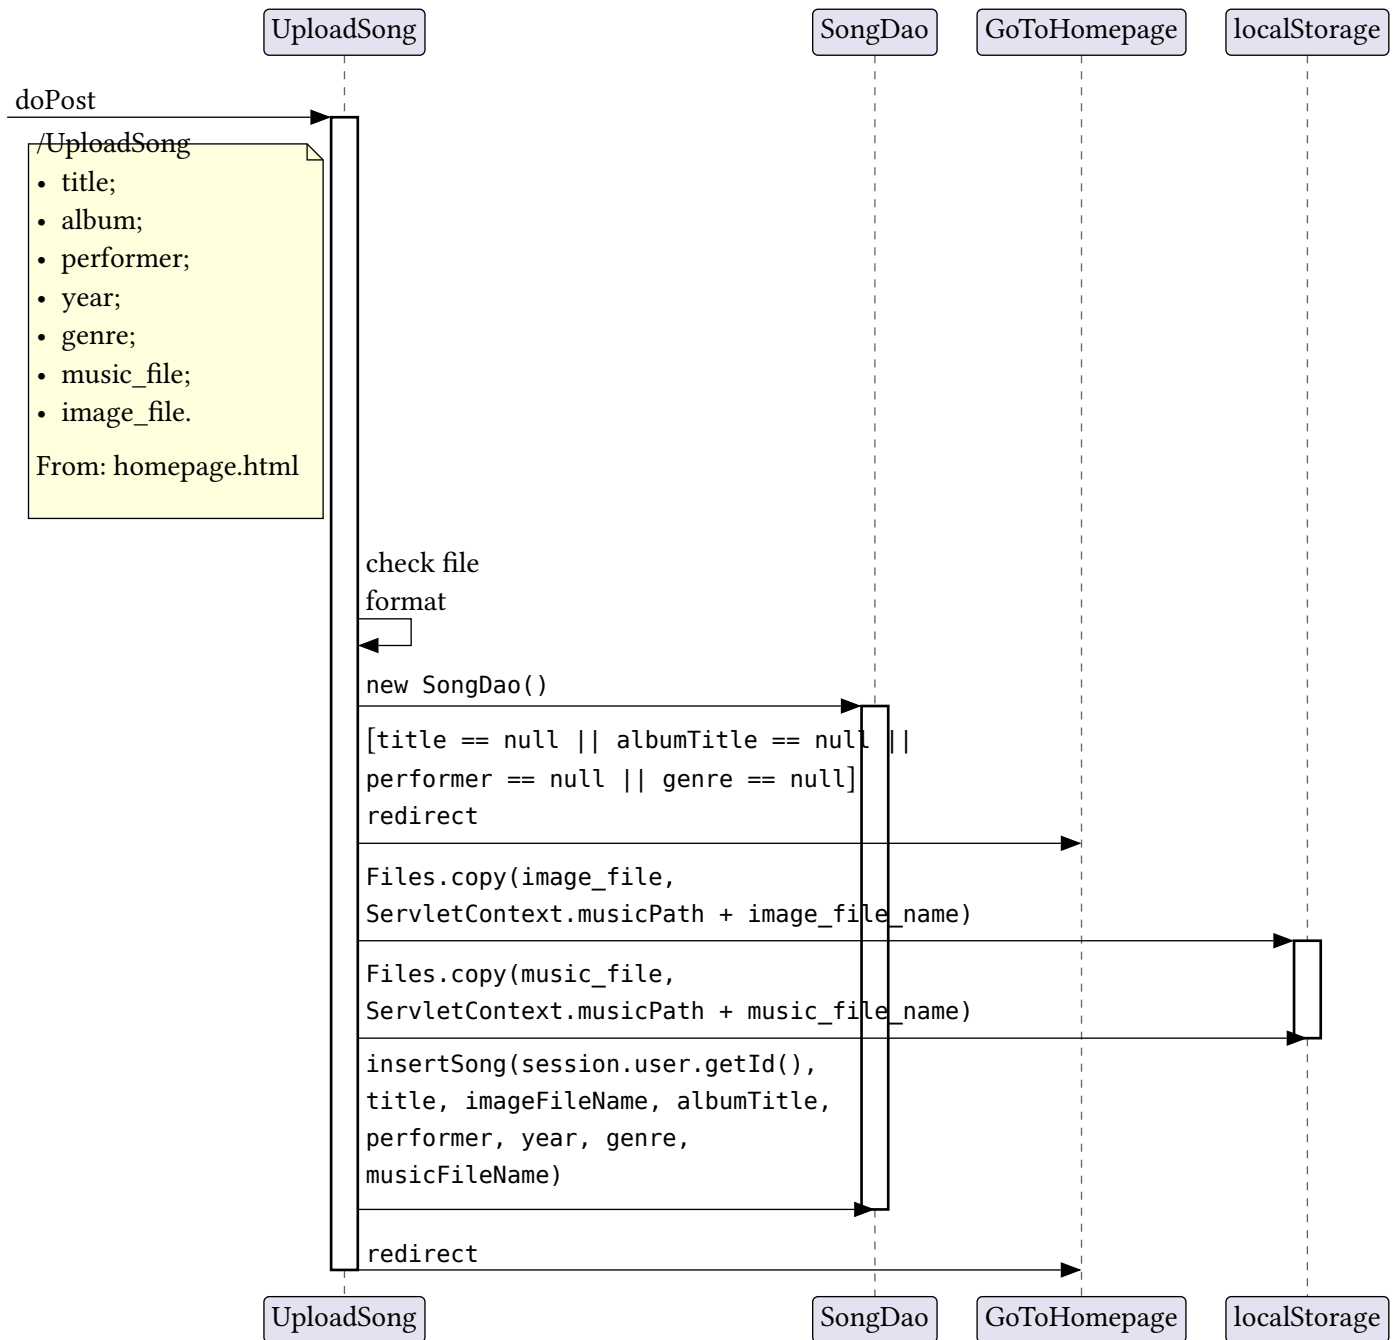 UploadSong SongDao GoToHomepage localStorage
doPost
/UploadSong
• title;
• album;
• performer;
• year;
• genre;
• music_file;
• image_file.
From: homepage.html
check file
format
new SongDao()
[title == null || albumTitle == null ||
performer == null || genre == null]
redirect
Files.copy(image_file,
ServletContext.musicPath + image_file_name)
Files.copy(music_file,
ServletContext.musicPath + music_file_name)
insertSong(session.user.getId(),
title, imageFileName, albumTitle,
performer, year, genre,
musicFileName)
redirect
UploadSong SongDao GoToHomepage localStorage